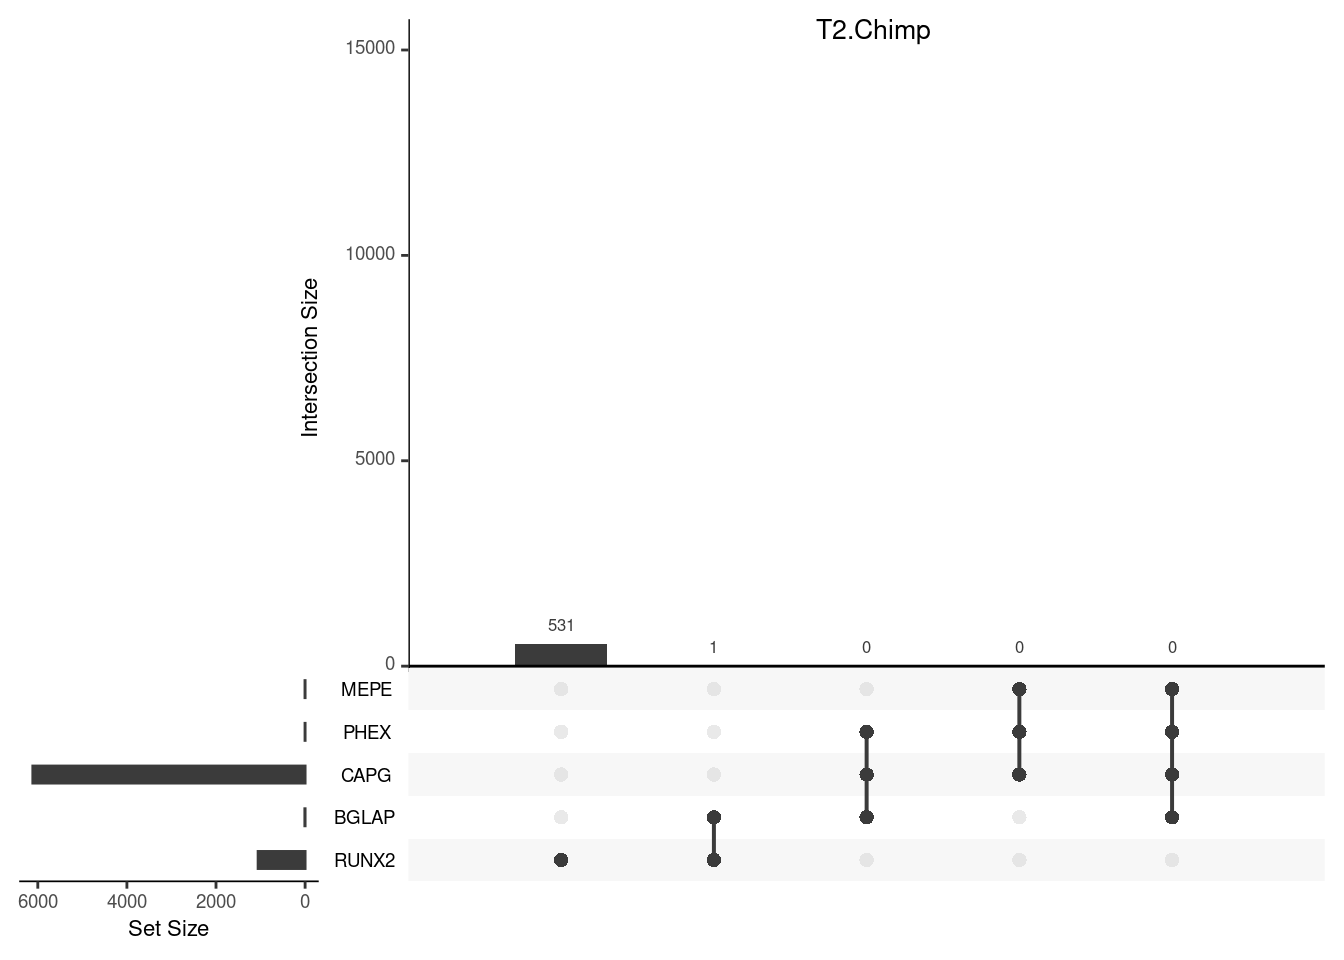 T2.Chimp
15000
10000
5000
0
Intersection Size
531
1
0
0
0
MEPE
PHEX
CAPG
BGLAP
RUNX2
6000
4000
2000
0
Set Size